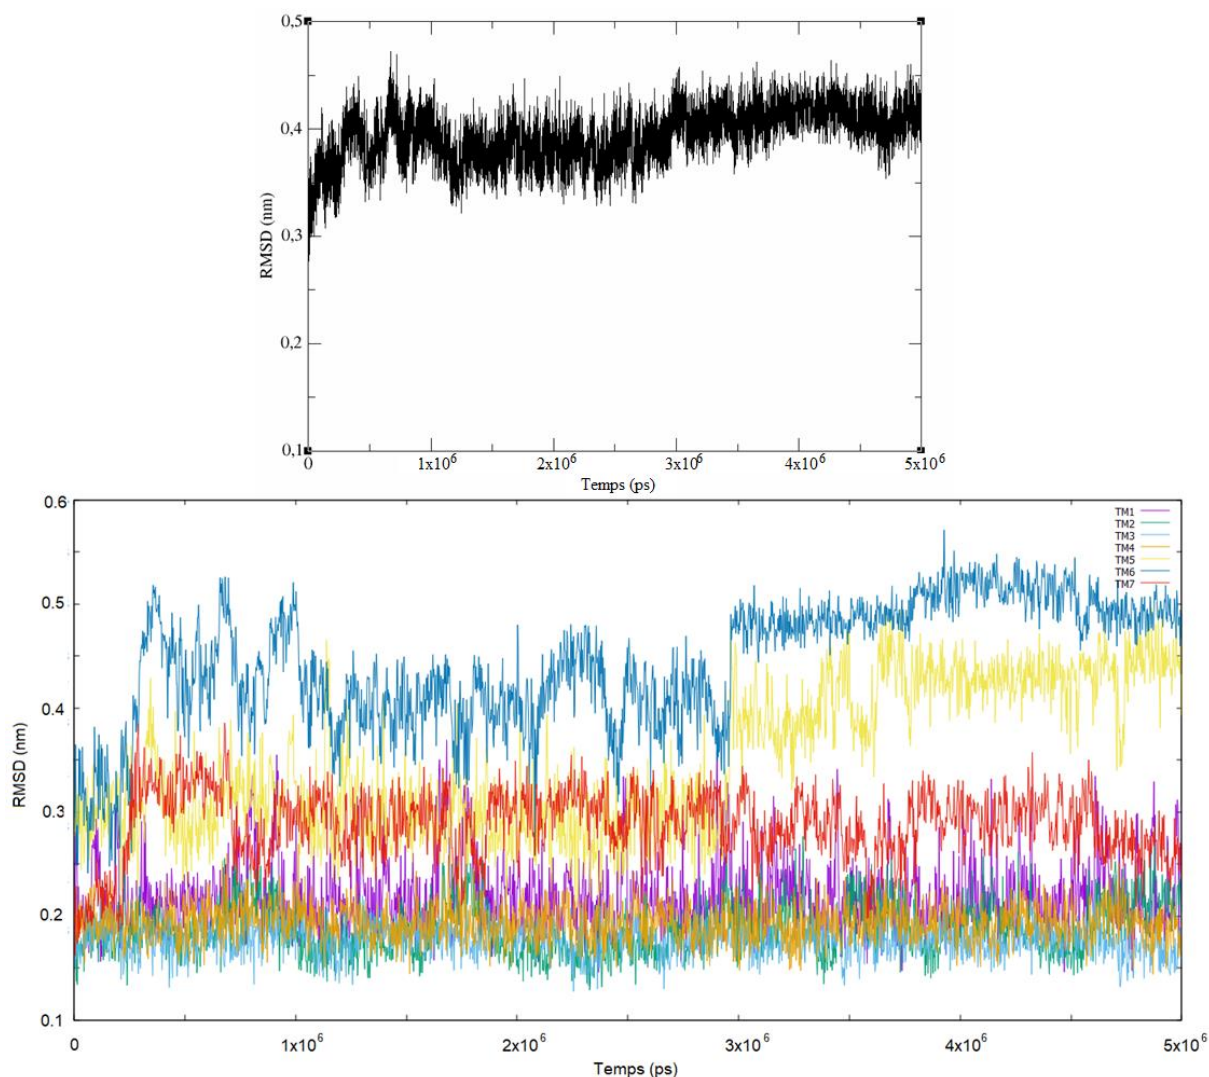 0,5
0,4
0,3
0,2
0,1
RMSD (nm)
0 1x10⁶ 2x10⁶ 3x10⁶ 4x10⁶ 5x10⁶
Temps (ps)
0.6
0.5
0.4
0.3
0.2
0.1
RMSD (nm)
TM1
TM2
TM3
TM4
TM5
TM6
TM7
0 1x10⁶ 2x10⁶ 3x10⁶ 4x10⁶ 5x10⁶
Temps (ps)